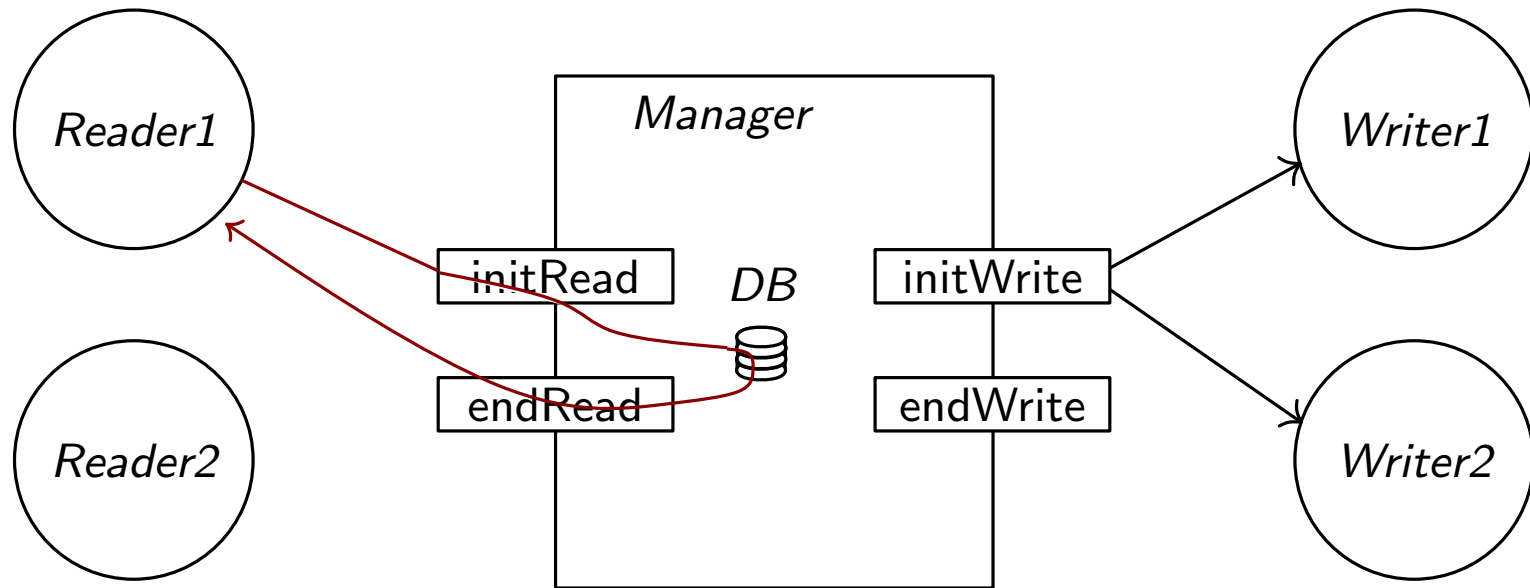 Reader1
Manager
Writer1
initRead
DB
initWrite
endRead
endWrite
Reader2
Writer2